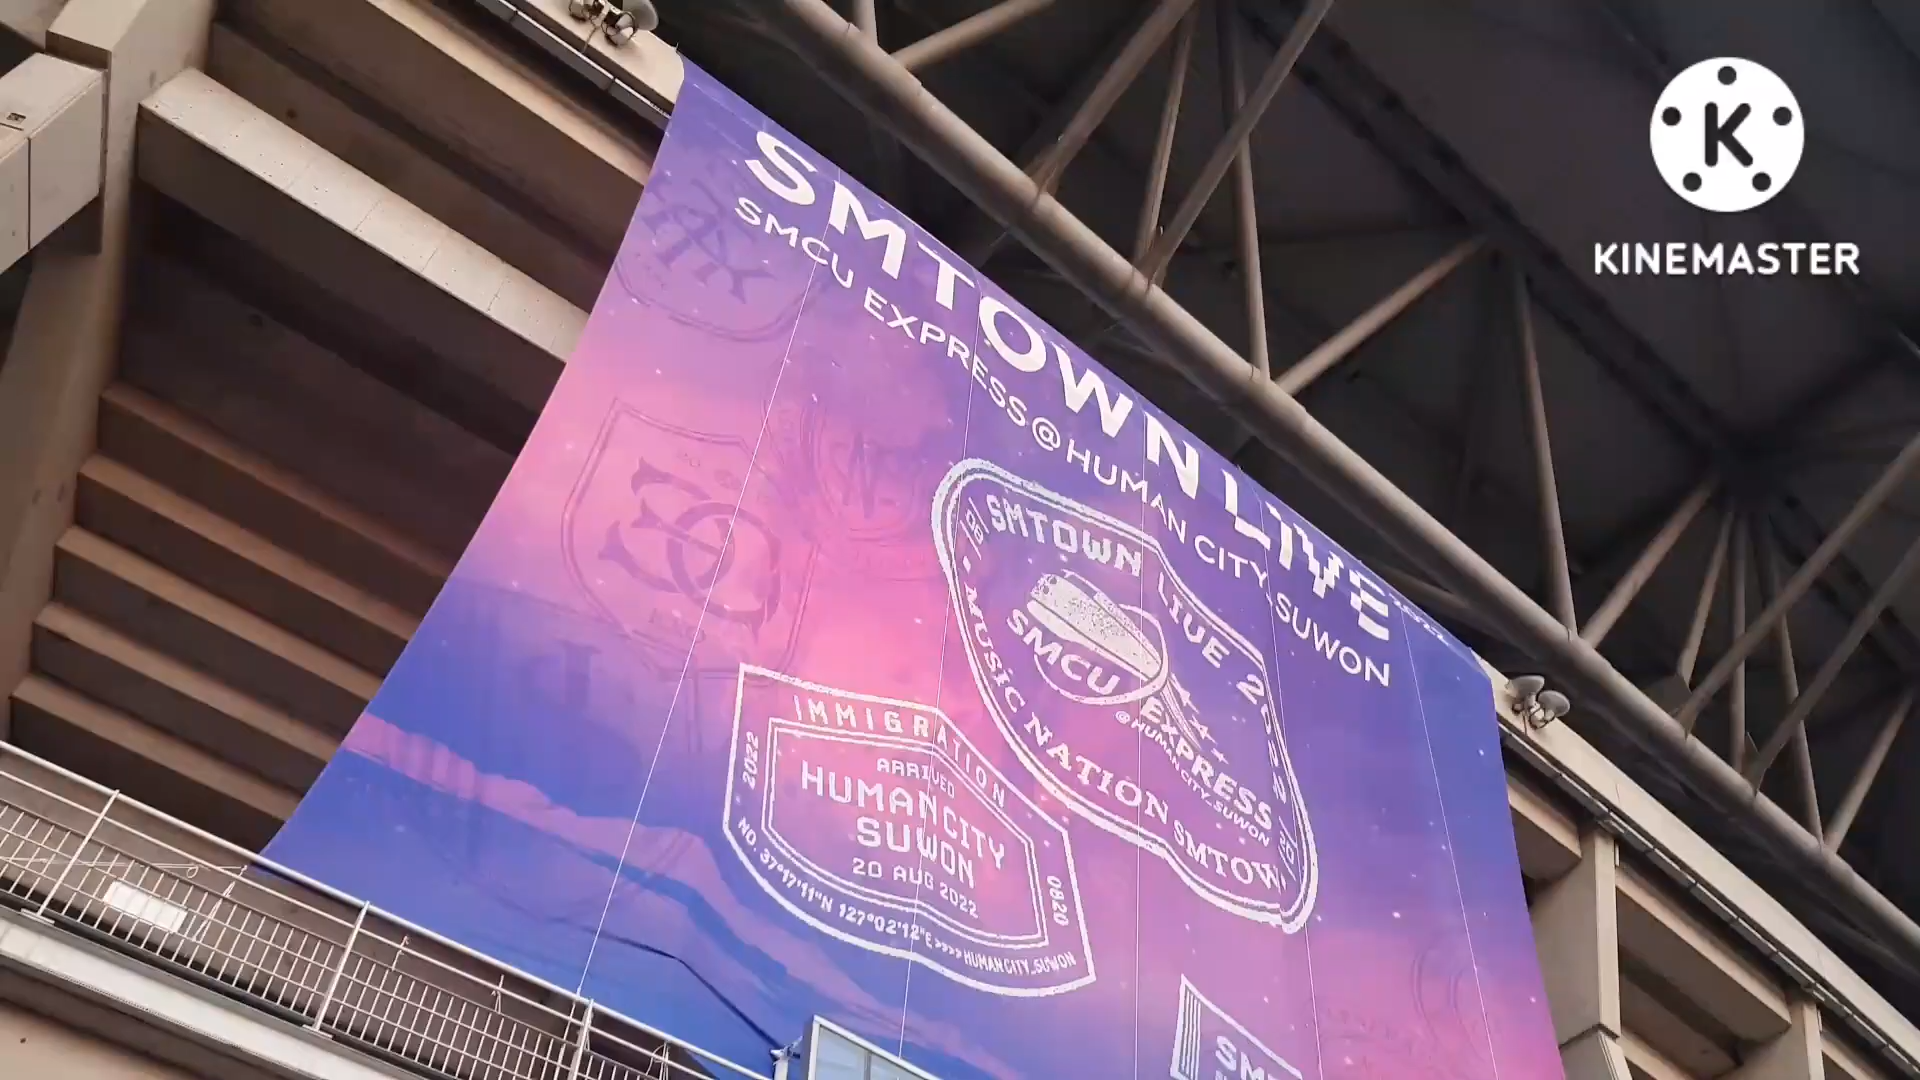 SMTOWN LIVE
SMCU EXPRESS@HUMAN CITY_SUWON
SMTOWN LIVE 2022
SMCU
EXPRESS
@HUMAN CITY_SUWON
MUSIC NATION SMTOWN
IMMIGRATION
2022
ARRIVED
HUMAN CITY
SUWON
20 AUG 2022
0820
NO. 37°17'11"N 127°02'12"E >>>> HUMAN CITY_SUWON
K
KINEMASTER